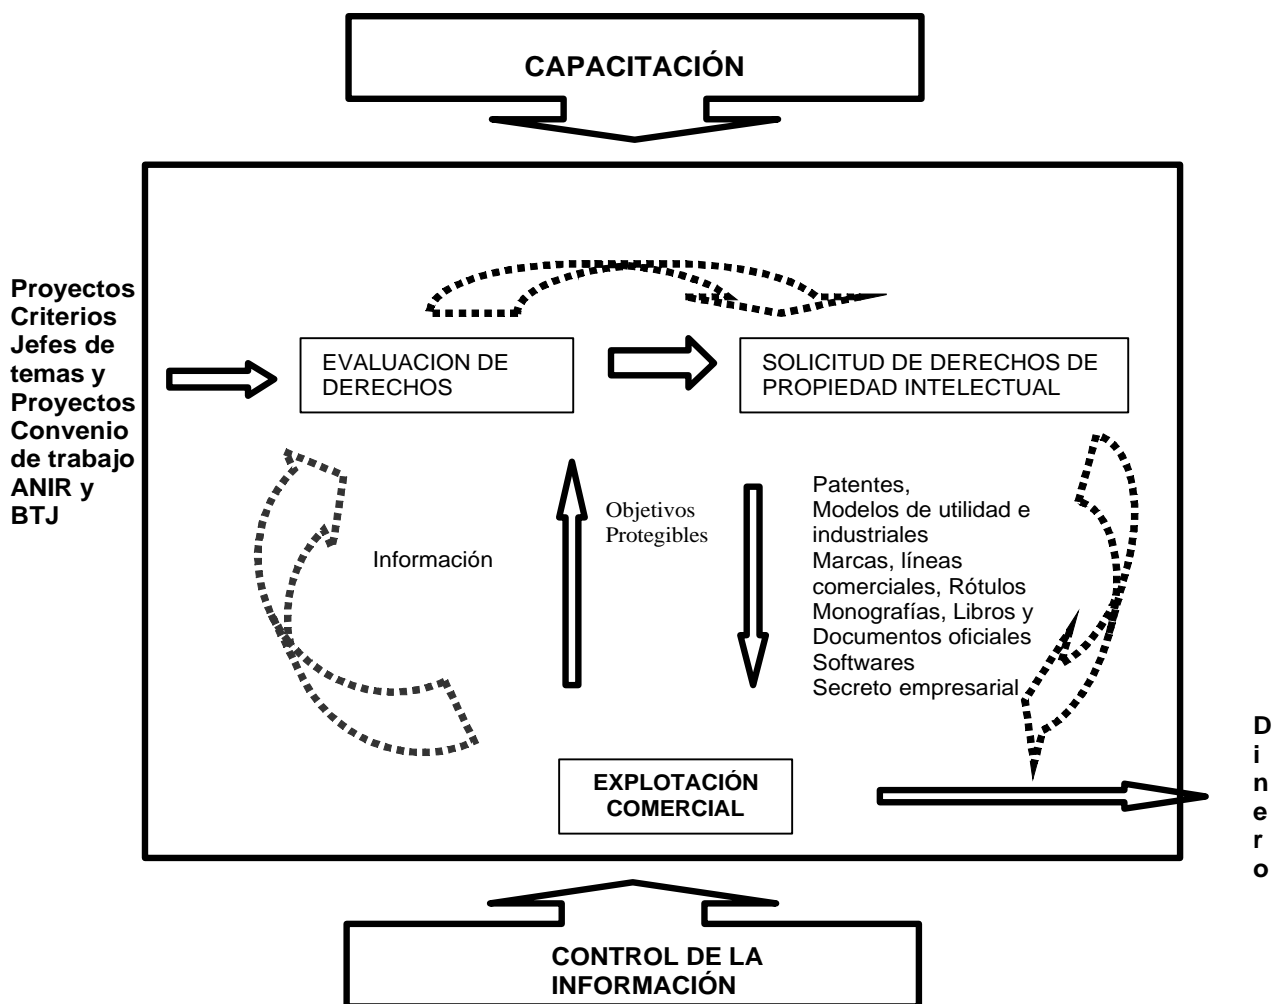 CAPACITACIÓN
Proyectos
Criterios
Jefes de
temas y
Proyectos
Convenio
de trabajo
ANIR y
BTJ
EVALUACION DE
DERECHOS
SOLICITUD DE DERECHOS DE
PROPIEDAD INTELECTUAL
Información
Objetivos
Protegibles
Patentes,
Modelos de utilidad e
industriales
Marcas, líneas
comerciales, Rótulos
Monografías, Libros y
Documentos oficiales
Softwares
Secreto empresarial
EXPLOTACIÓN
COMERCIAL
D
i
n
e
r
o
CONTROL DE LA
INFORMACIÓN